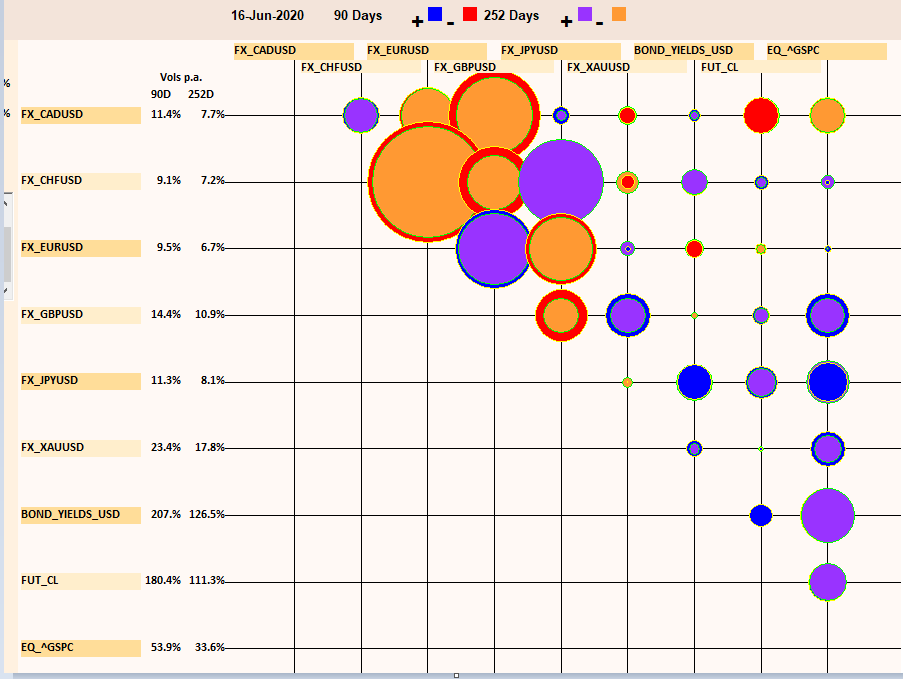 16-Jun-2020 90 Days + - 252 Days + -
FX_CADUSD FX_EURUSD FX_JPYUSD BOND_YIELDS_USD EQ_^GSPC
FX_CHFUSD FX_GBPUSD FX_XAUUSD FUT_CL
Vols p.a.
90D 252D
FX_CADUSD 11.4% 7.7%
FX_CHFUSD 9.1% 7.2%
FX_EURUSD 9.5% 6.7%
FX_GBPUSD 14.4% 10.9%
FX_JPYUSD 11.3% 8.1%
FX_XAUUSD 23.4% 17.8%
BOND_YIELDS_USD 207.% 126.5%
FUT_CL 180.4% 111.3%
EQ_^GSPC 53.9% 33.6%